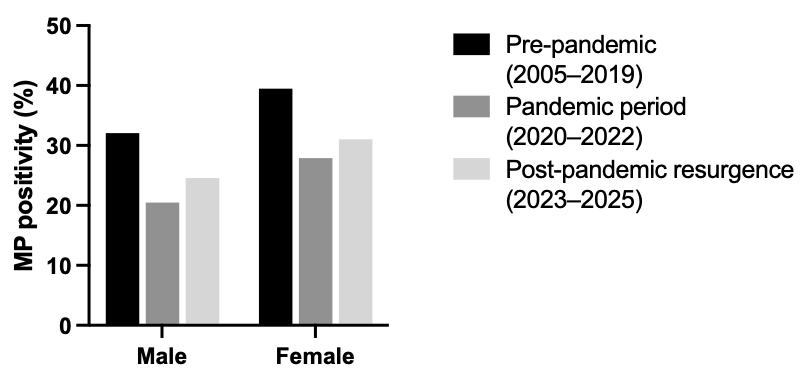 50
40
30
20
10
0
MP positivity (%)
Male
Female
Pre-pandemic
(2005–2019)
Pandemic period
(2020–2022)
Post-pandemic resurgence
(2023–2025)